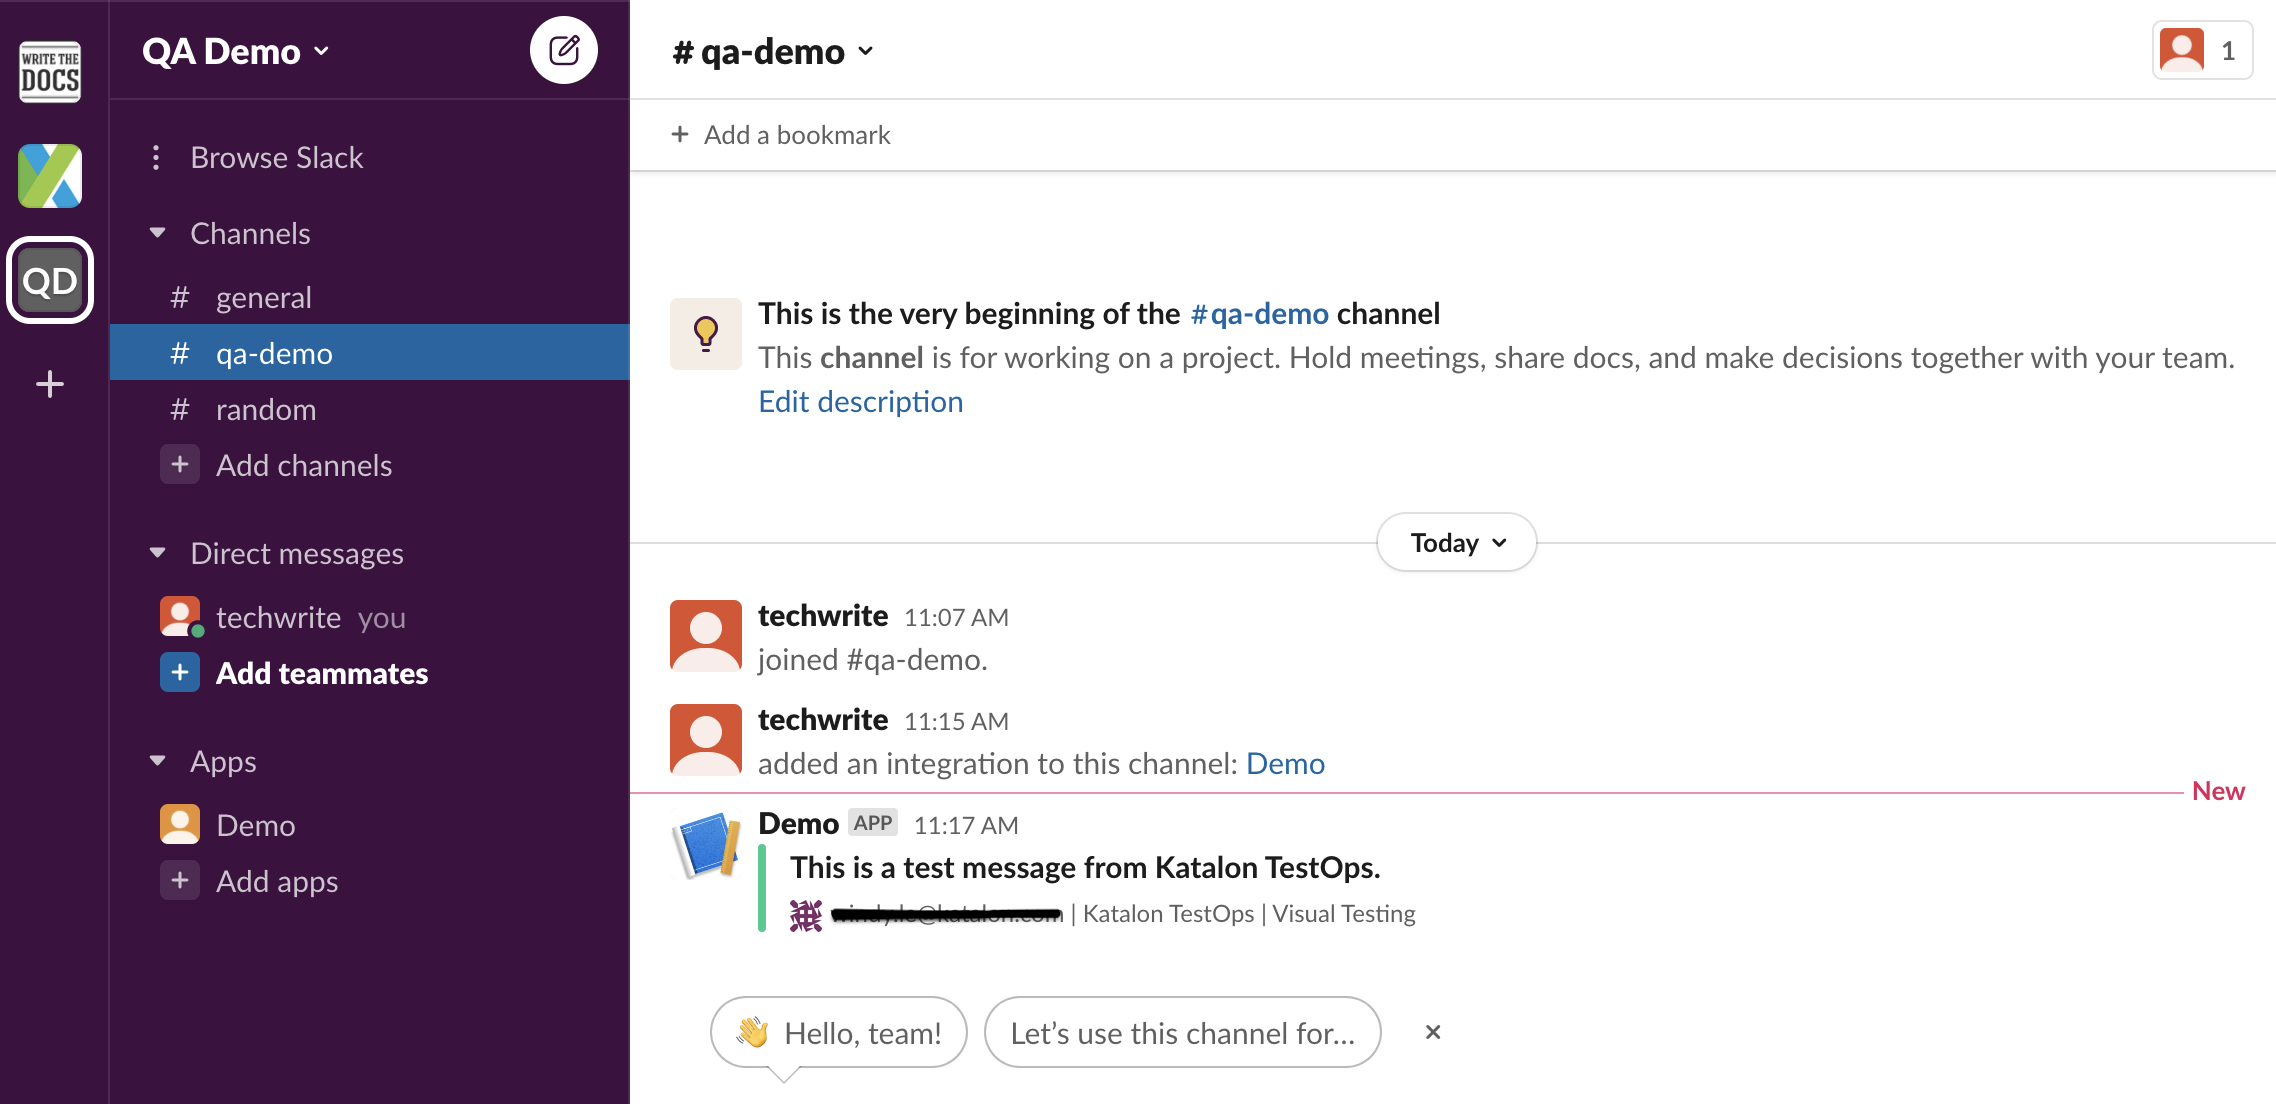 WRITE THE
DOCS
QD
QA Demo
Browse Slack
Channels
# general
# qa-demo
# random
+ Add channels
Direct messages
techwrite you
+ Add teammates
Apps
Demo
+ Add apps
# qa-demo
1
+ Add a bookmark
This is the very beginning of the #qa-demo channel
This channel is for working on a project. Hold meetings, share docs, and make decisions together with your team.
Edit description
Today
techwrite 11:07 AM
joined #qa-demo.
techwrite 11:15 AM
added an integration to this channel: Demo
New
Demo APP 11:17 AM
This is a test message from Katalon TestOps.
| Katalon TestOps | Visual Testing
Hello, team!
Let’s use this channel for...